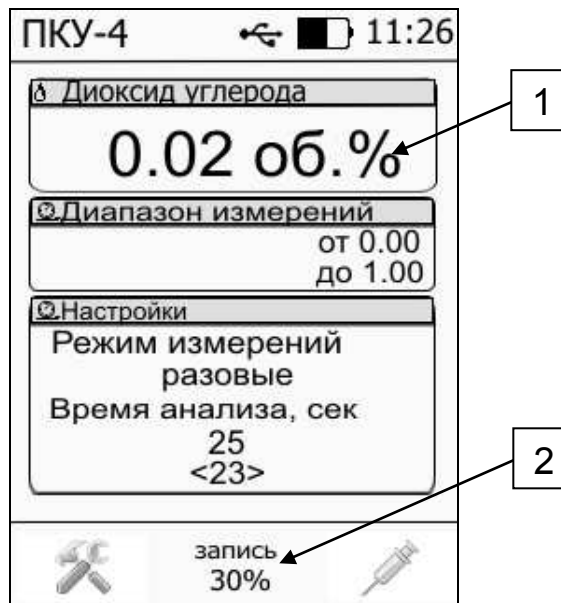 ПКУ-4 11:26
Диоксид углерода
0.02 об.%
1
Диапазон измерений
от 0.00
до 1.00
Настройки
Режим измерений
разовые
Время анализа, сек
25
<23>
2
запись
30%